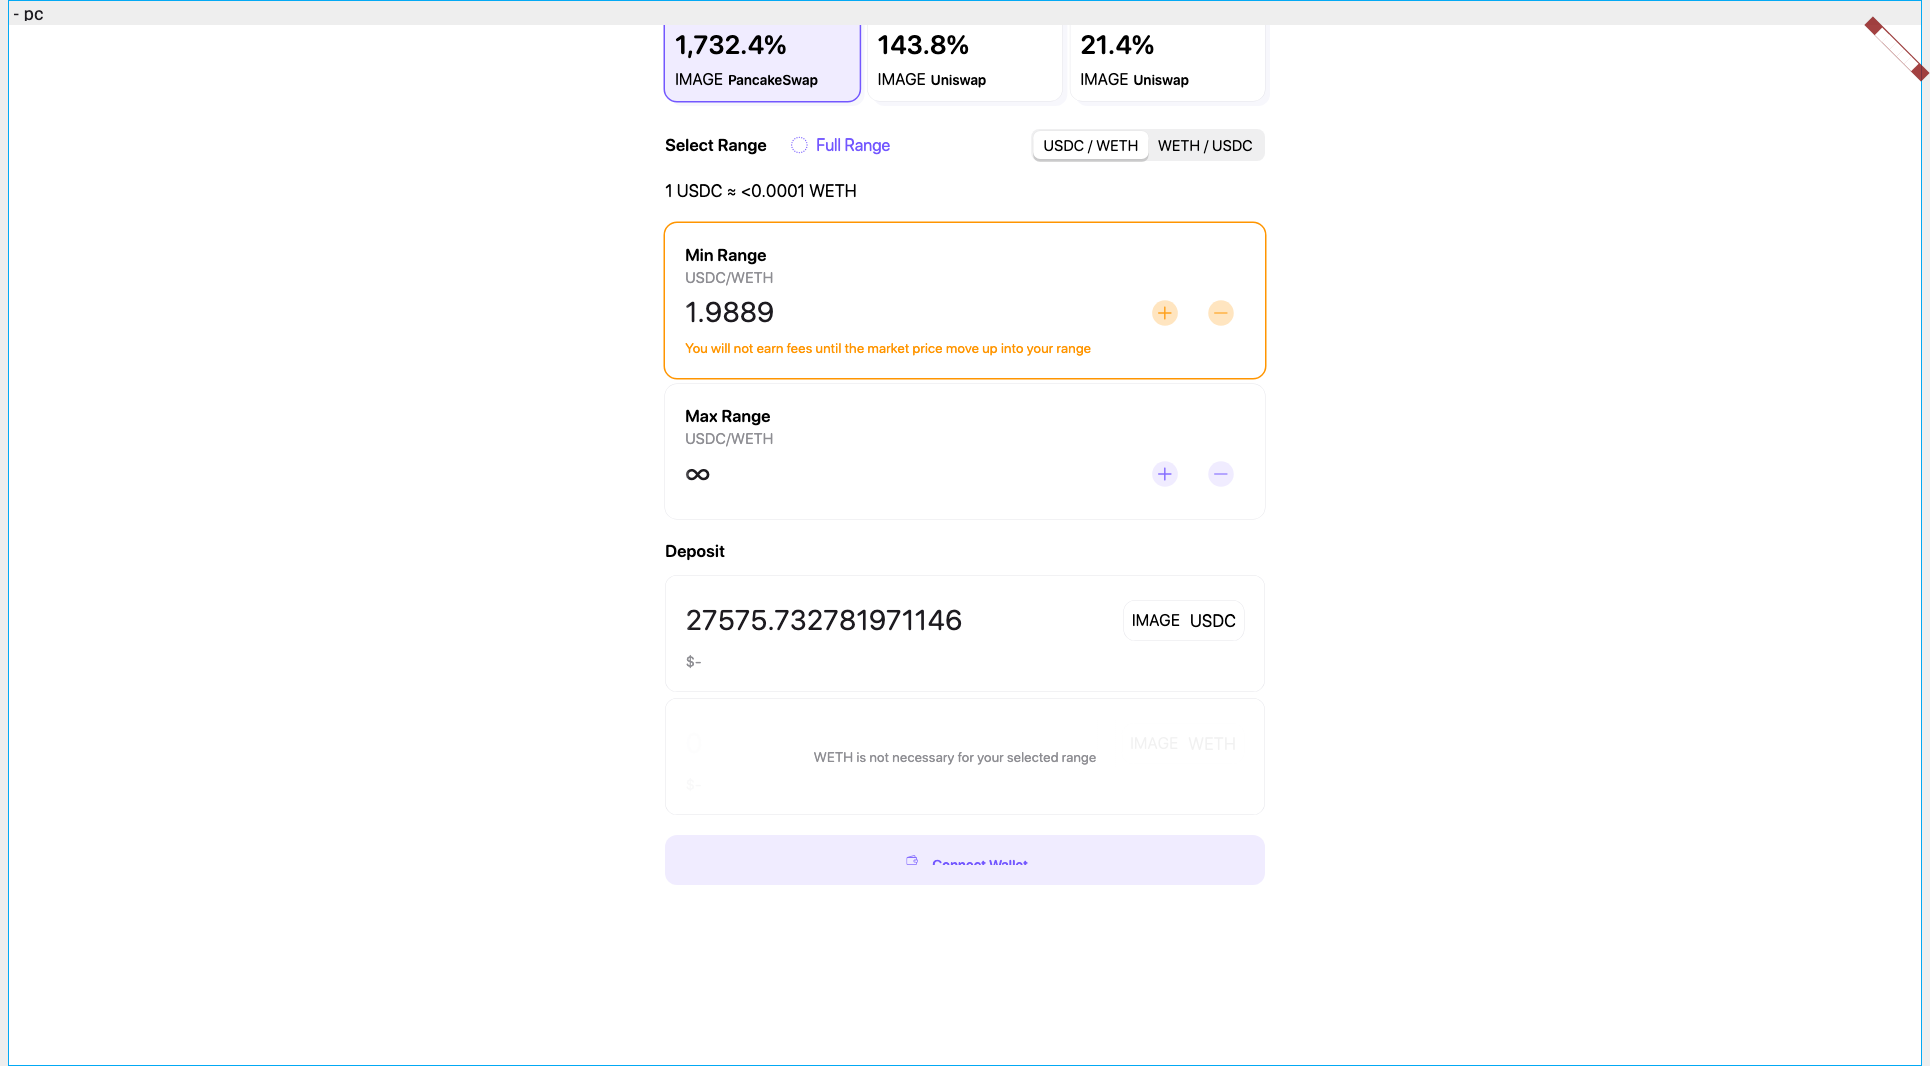 - pc
1,732.4%
IMAGE PancakeSwap
143.8%
IMAGE Uniswap
21.4%
IMAGE Uniswap
Select Range
Full Range
USDC / WETH
WETH / USDC
1 USDC ≈ <0.0001 WETH
Min Range
USDC/WETH
1.9889
You will not earn fees until the market price move up into your range
Max Range
USDC/WETH
∞
Deposit
27575.732781971146
IMAGE USDC
$-
IMAGE WETH
WETH is not necessary for your selected range
$-
Connect Wallet